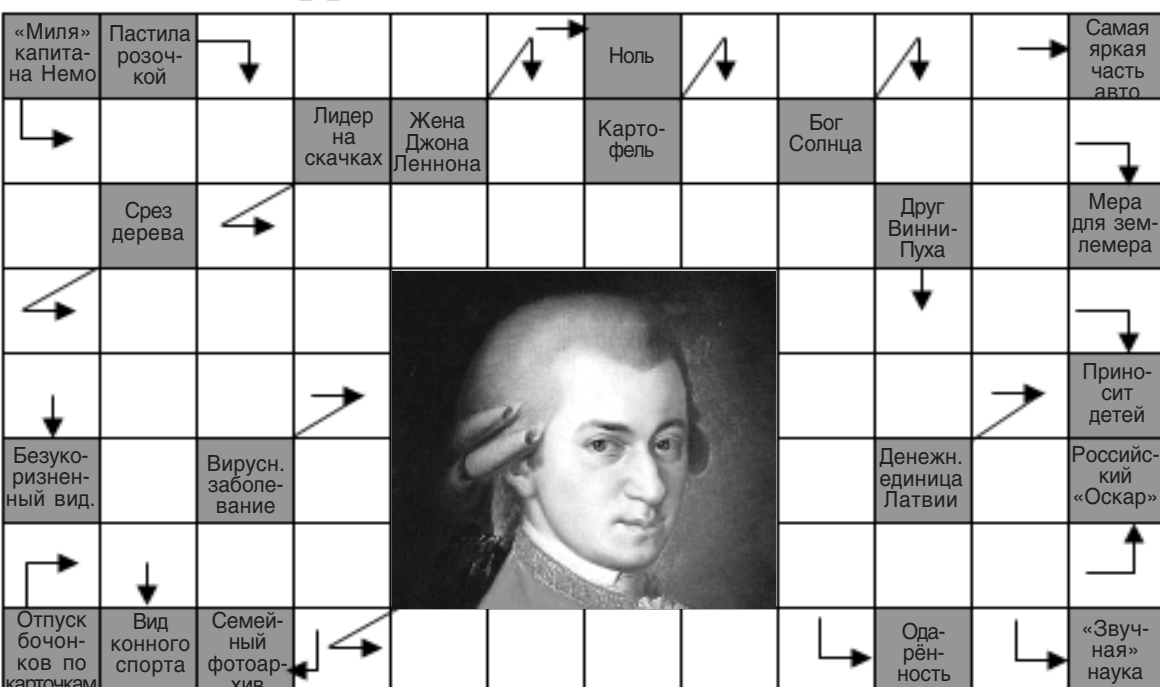 «Миля»
капита-
на Немо
Пастила
розоч-
кой
Ноль
Самая
яркая
часть
авто
Лидер
на
скачках
Жена
Джона
Леннона
Карто-
фель
Бог
Солнца
Срез
дерева
Друг
Винни-
Пуха
Мера
для зем-
лемера
Прино-
сит
детей
Безуко-
ризнен-
ный вид.
Вирусн.
заболе-
вание
Денежн.
единица
Латвии
Российс-
кий
«Оскар»
Отпуск
бочон-
ков по
карточкам
Вид
конного
спорта
Семей-
ный
фотоар-
хив
Ода-
рён-
ность
«Звуч-
ная»
наука